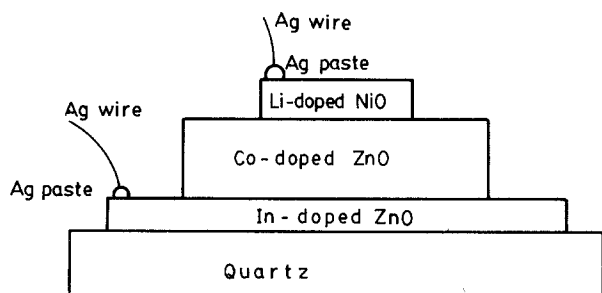 Ag wire
Ag paste
Li-doped NiO
Ag wire
Co-doped ZnO
Ag paste
In-doped ZnO
Quartz